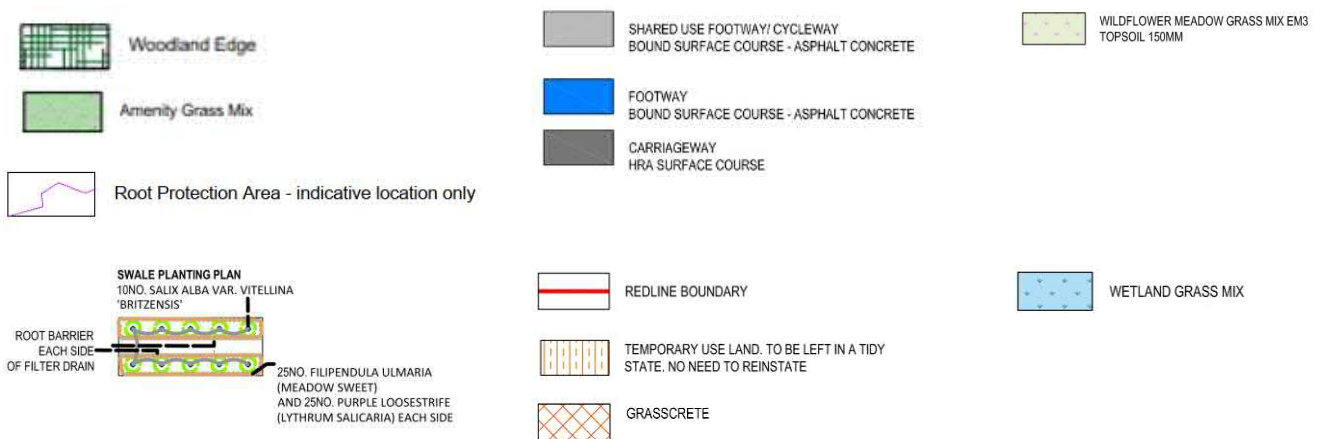 Woodland Edge
Amenity Grass Mix
Root Protection Area - indicative location only
SWALE PLANTING PLAN
10NO. SALIX ALBA VAR. VITELLINA
'BRITZENSIS'
ROOT BARRIER
EACH SIDE
OF FILTER DRAIN
25NO. FILIPENDULA ULMARIA
(MEADOW SWEET)
AND 25NO. PURPLE LOOSESTRIFE
(LYTHRUM SALICARIA) EACH SIDE
SHARED USE FOOTWAY/ CYCLEWAY
BOUND SURFACE COURSE - ASPHALT CONCRETE
FOOTWAY
BOUND SURFACE COURSE - ASPHALT CONCRETE
CARRIAGEWAY
HRA SURFACE COURSE
REDLINE BOUNDARY
TEMPORARY USE LAND. TO BE LEFT IN A TIDY
STATE. NO NEED TO REINSTATE
GRASSCRETE
WILDFLOWER MEADOW GRASS MIX EM3
TOPSOIL 150MM
WETLAND GRASS MIX